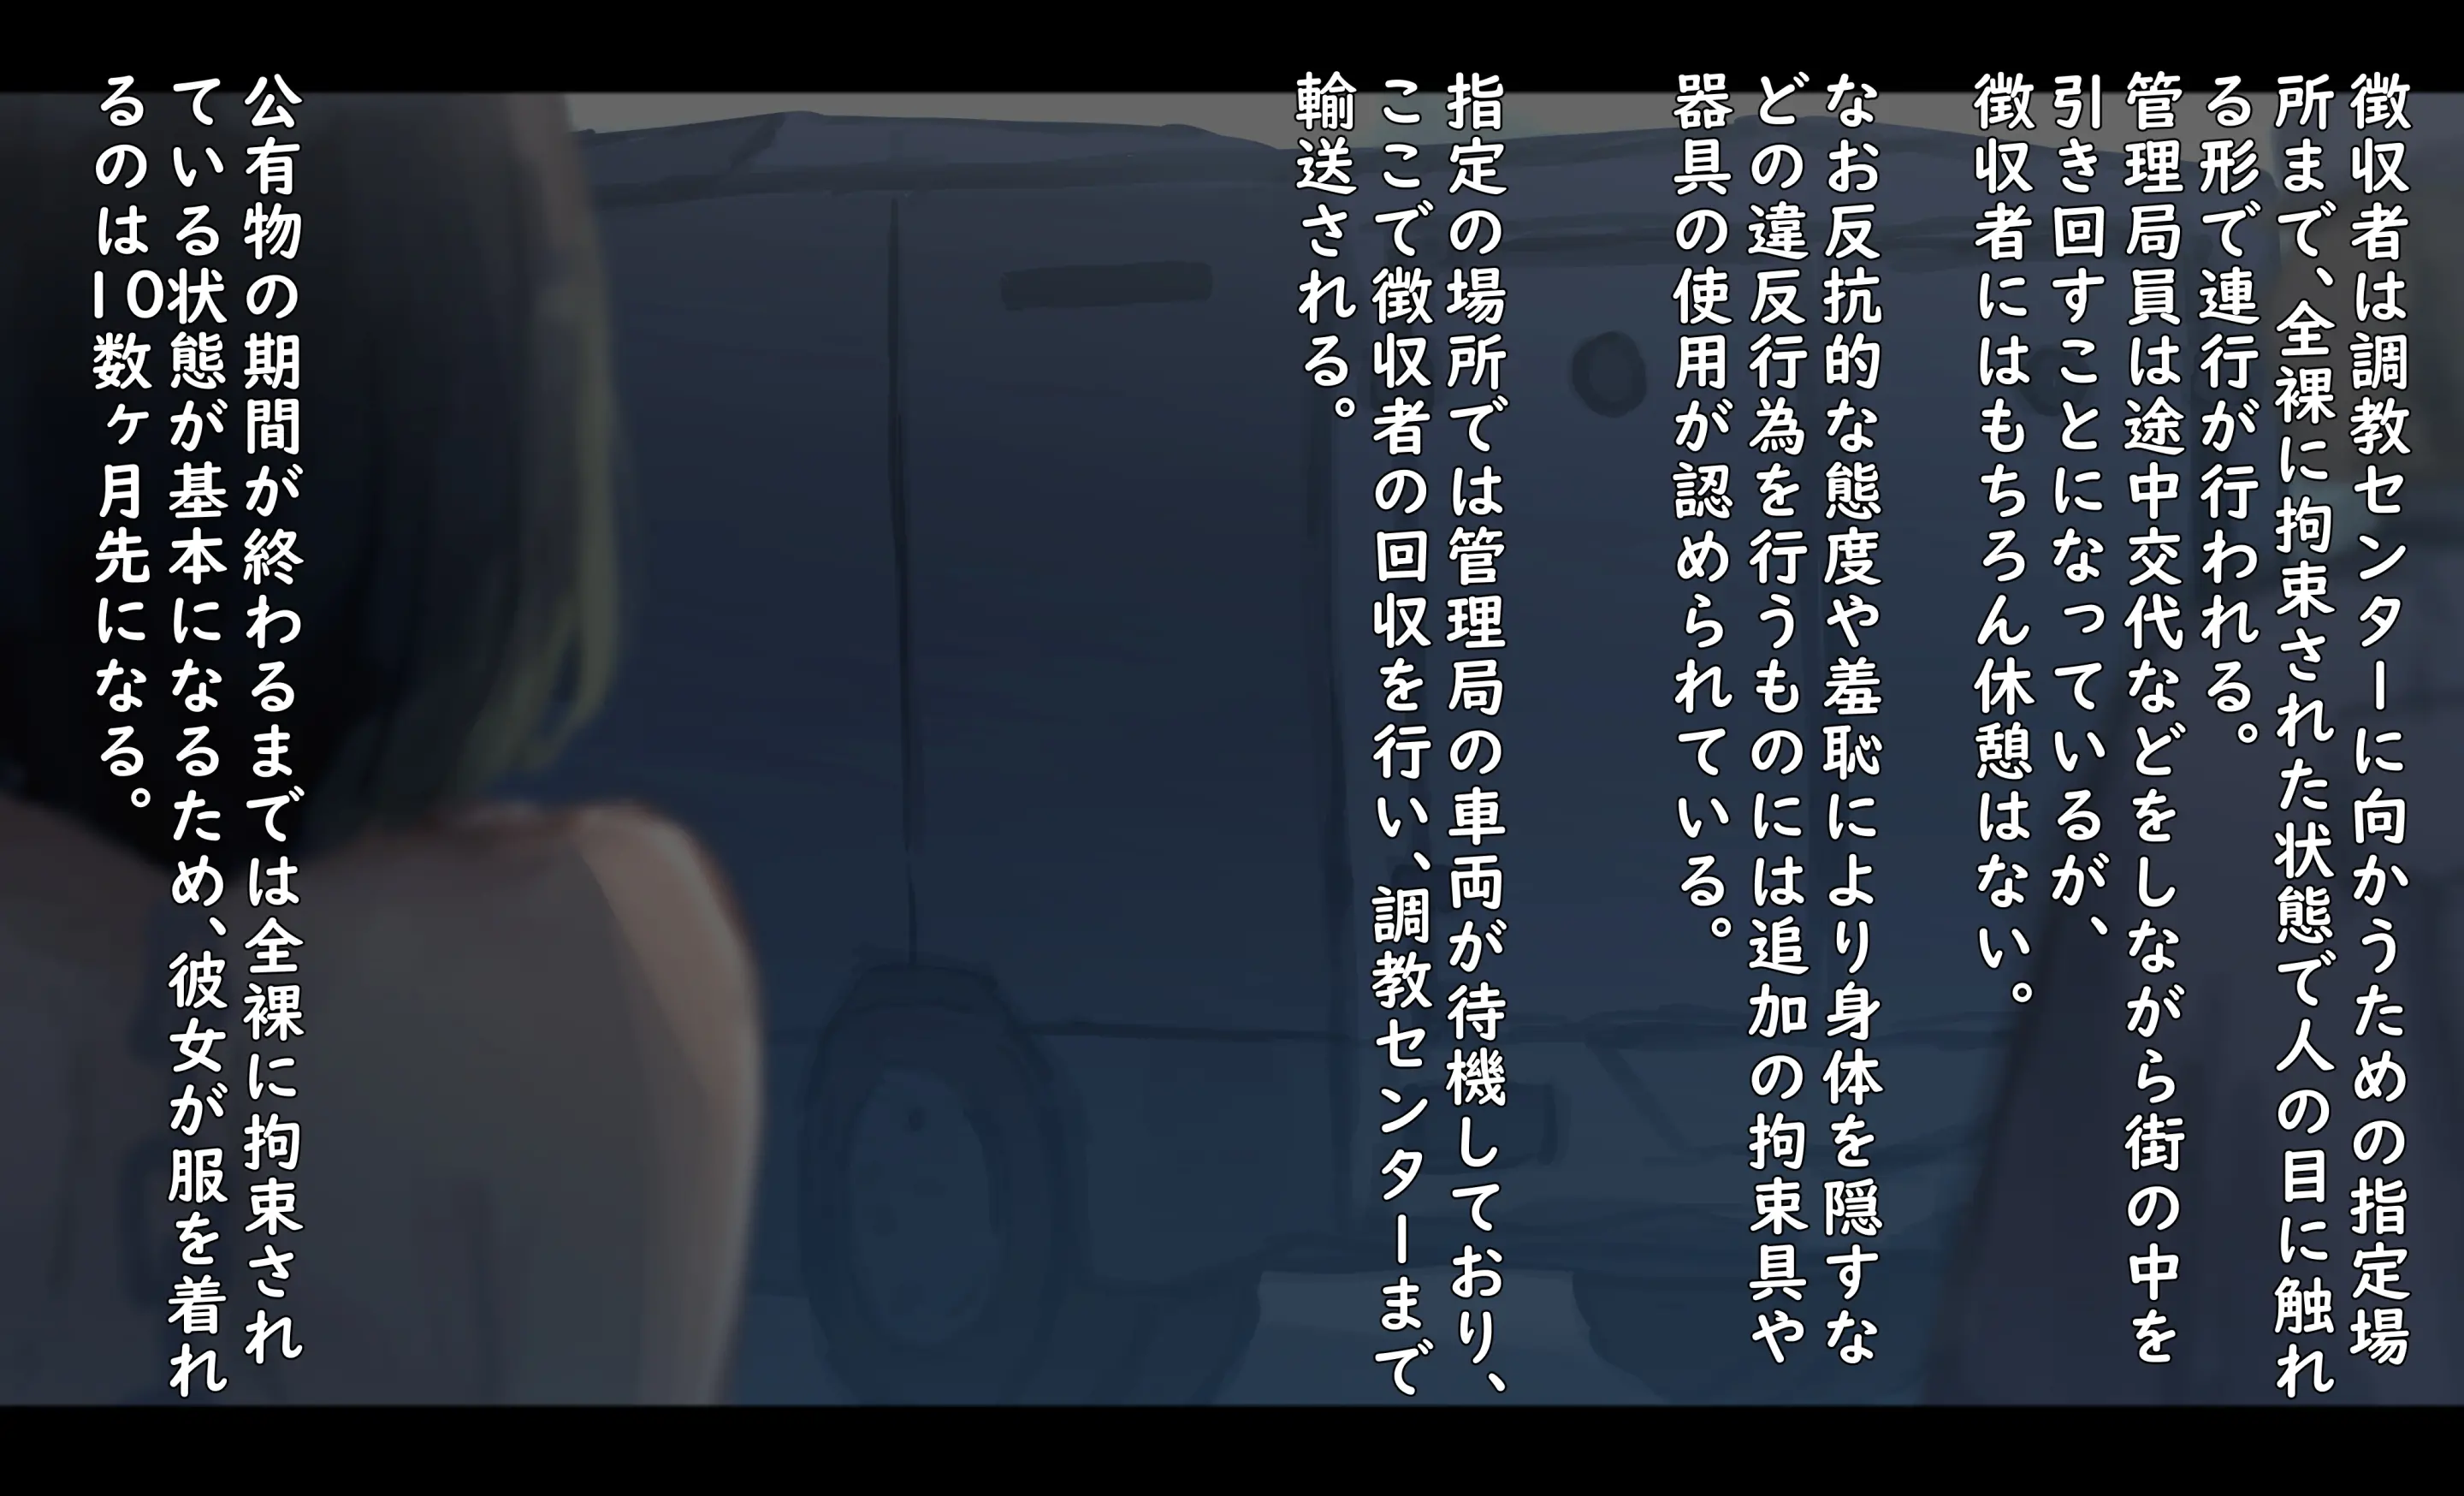 徴収者は調教センターに向かうための指定場
所まで、全裸に拘束された状態で人の目に触れ
る形で連行が行われる。
管理局員は途中交代などをしながら街の中を
引き回すことになっているが、
徴収者にはもちろん休憩はない。
なお反抗的な態度や羞恥により身体を隠すな
どの違反行為を行うものには追加の拘束具や
器具の使用が認められている。
指定の場所では管理局の車両が待機しており、
ここで徴収者の回収を行い、調教センターまで
輸送される。
公有物の期間が終わるまでは全裸に拘束され
ている状態が基本になるため、彼女が服を着れ
るのは10数ヶ月先になる。